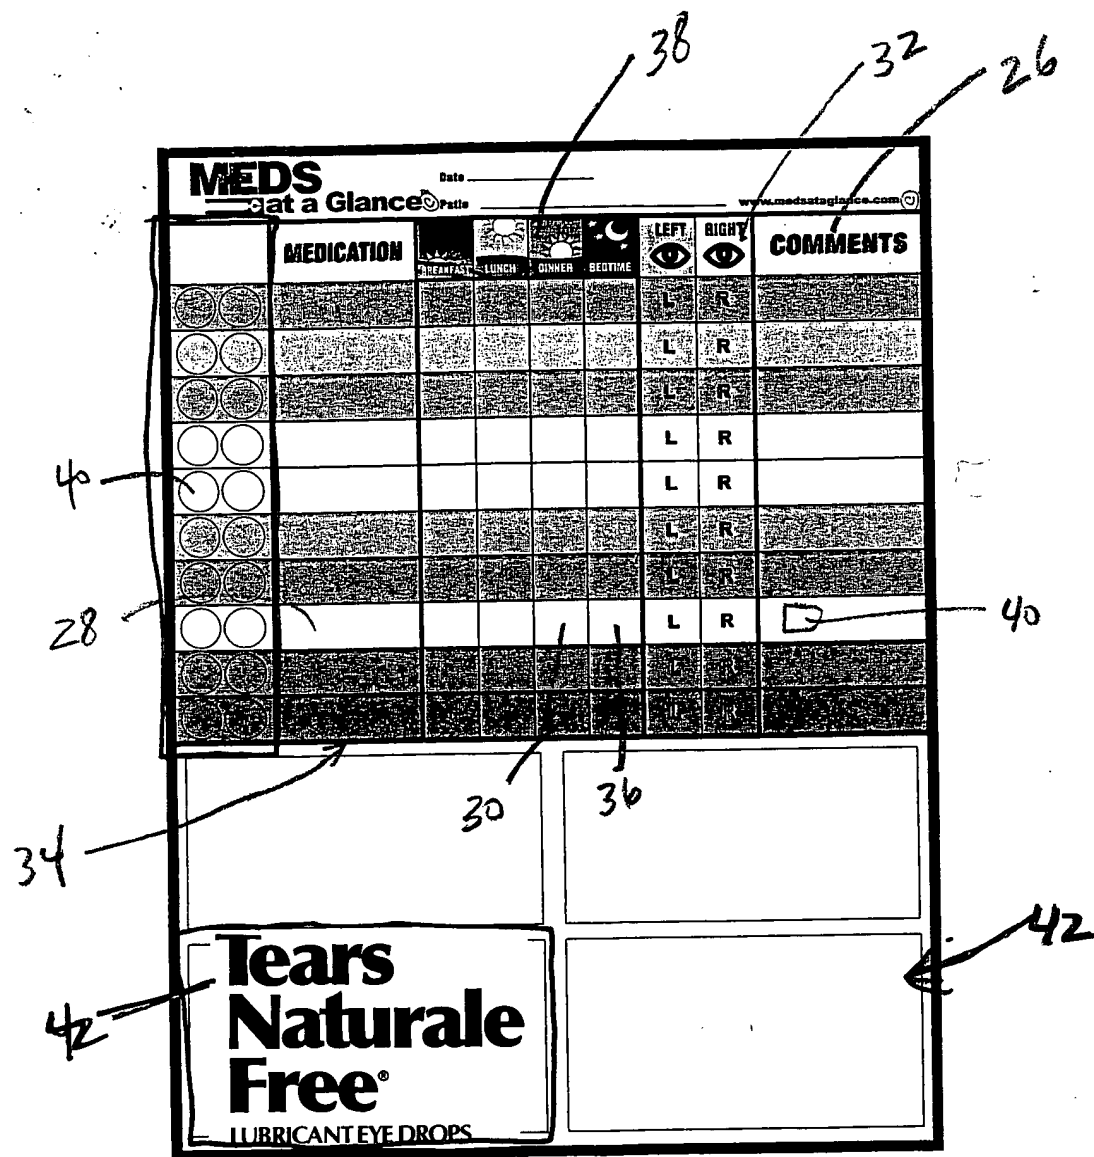 38
32
26
MEDS
at a Glance
Date
Patie
www.medsataglance.com
MEDICATION
BREAKFAST
LUNCH
DINNER
BEDTIME
LEFT
RIGHT
COMMENTS
L R
L R
L R
L R
L R
40
L R
L R
28
L R
40
L R
R
30
36
34
42
Tears
Naturale
Free®
LUBRICANT EYE DROPS
42